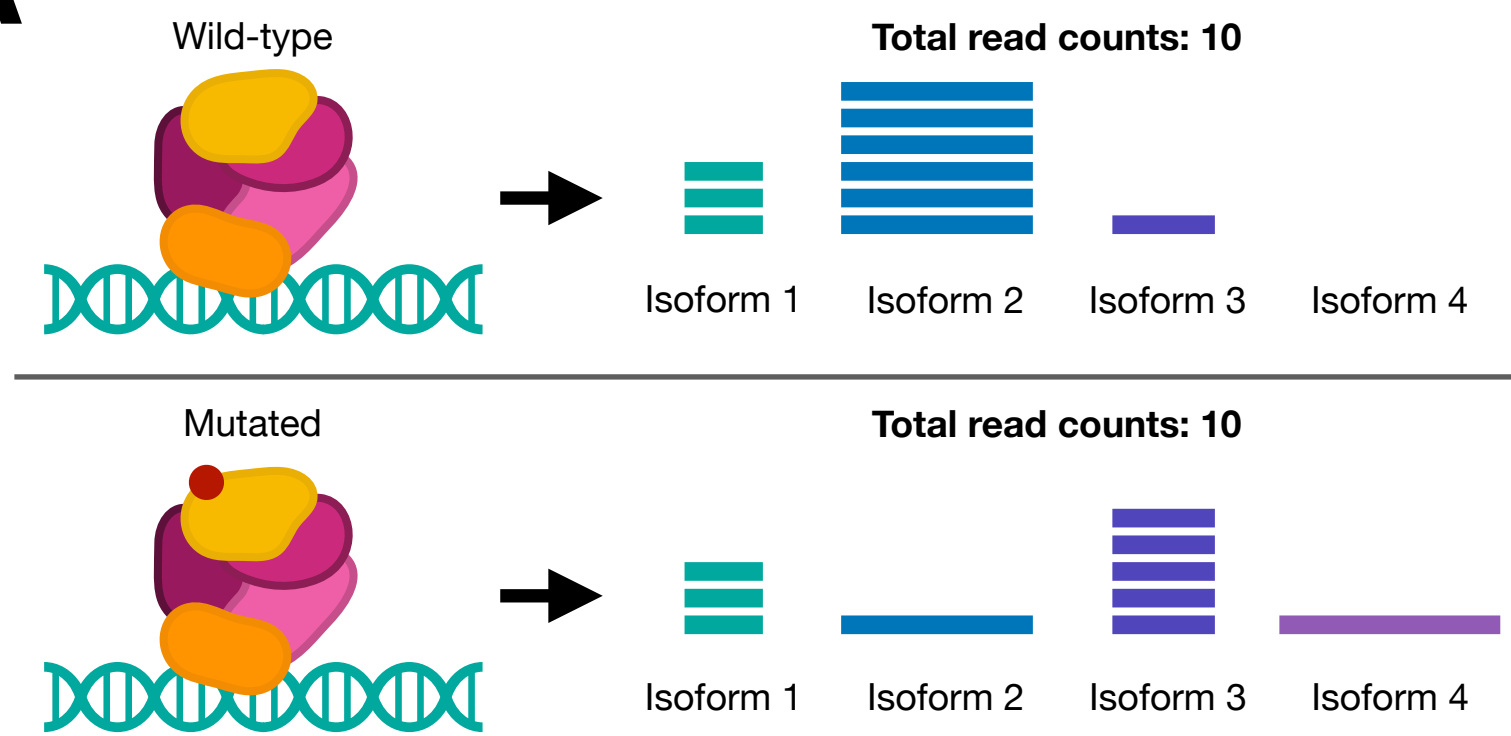 Wild-type
Total read counts: 10
Isoform 1 Isoform 2 Isoform 3 Isoform 4
Mutated
Total read counts: 10
Isoform 1 Isoform 2 Isoform 3 Isoform 4